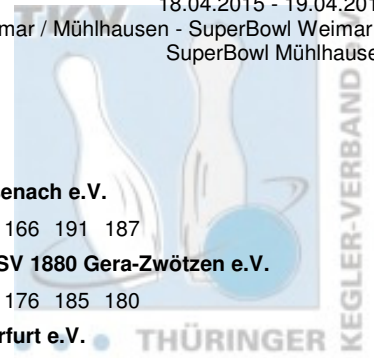 18.04.2015 - 19.04.201
mar / Mühlhausen - SuperBowl Weimar
SuperBowl Mühlhause
TKV
enach e.V.
166 191 187
SV 1880 Gera-Zwötzen e.V.
176 185 180
rfurt e.V.
THÜRINGER
KEGLER-VERBAND e.V.